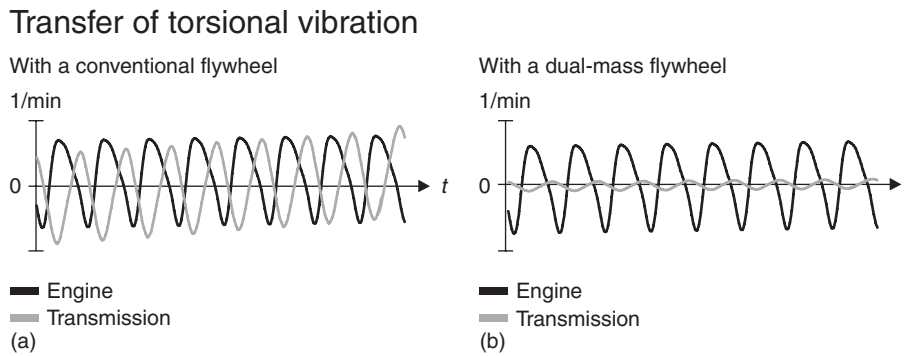 Transfer of torsional vibration
With a conventional flywheel
1/min
0
t
Engine
Transmission
(a)
With a dual-mass flywheel
1/min
0
Engine
Transmission
(b)